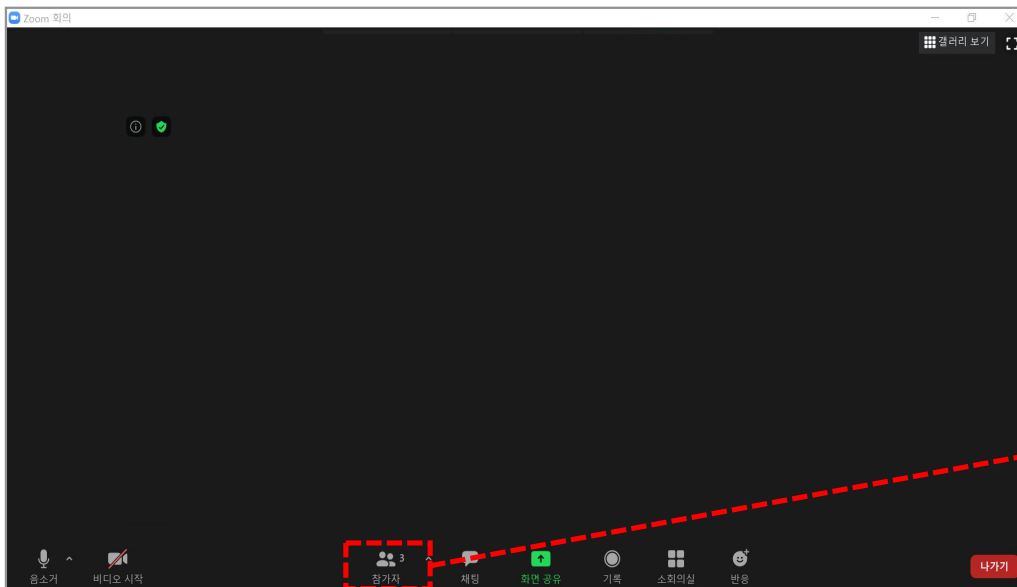 Zoom 회의
갤러리 보기
3
음소거
비디오 시작
참가자
채팅
화면 공유
기록
소회의실
반응
나가기